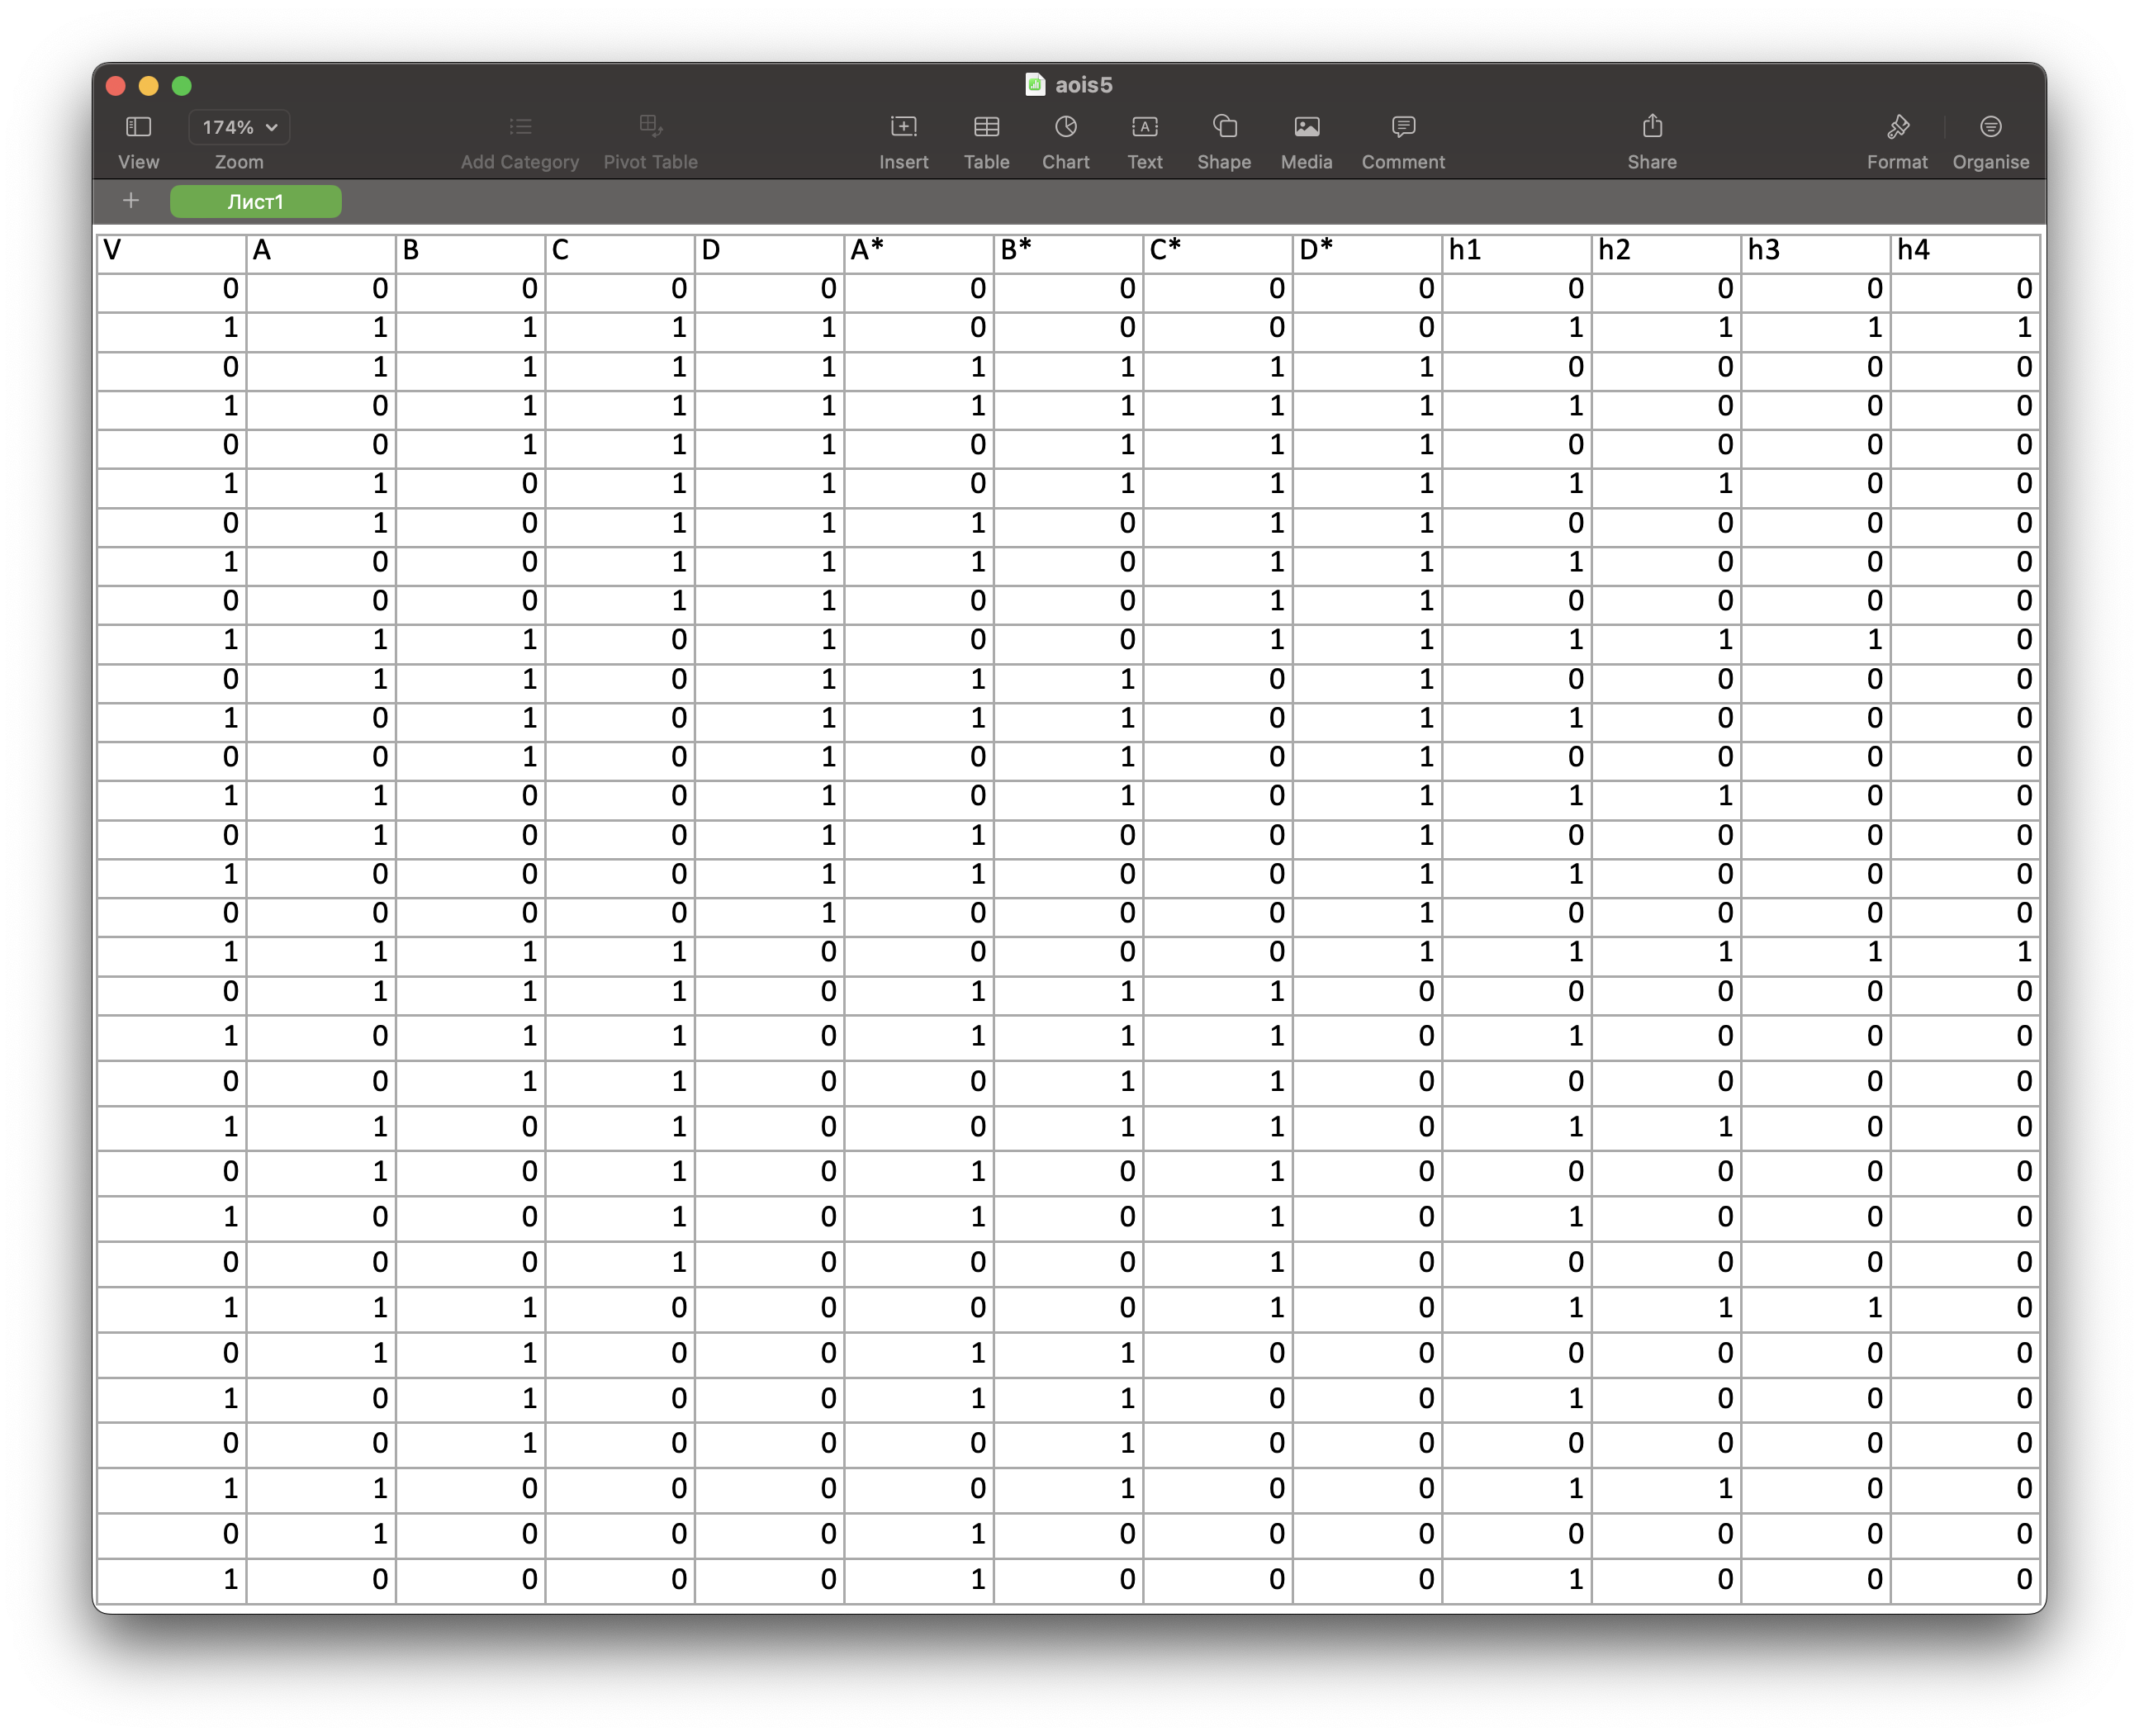 aois5
174%
View Zoom Add Category Pivot Table Insert Table Chart Text Shape Media Comment Share Format Organise
Лист1
V A B C D A* B* C* D* h1 h2 h3 h4
0 0 0 0 0 0 0 0 0 0 0 0 0
1 1 1 1 1 0 0 0 0 1 1 1 1
0 1 1 1 1 1 1 1 1 0 0 0 0
1 0 1 1 1 1 1 1 1 1 0 0 0
0 0 1 1 1 0 1 1 1 0 0 0 0
1 1 0 1 1 0 1 1 1 1 1 0 0
0 1 0 1 1 1 0 1 1 0 0 0 0
1 0 0 1 1 1 0 1 1 1 0 0 0
0 0 0 1 1 0 0 1 1 0 0 0 0
1 1 1 0 1 0 0 1 1 1 1 1 0
0 1 1 0 1 1 1 0 1 0 0 0 0
1 0 1 0 1 1 1 0 1 1 0 0 0
0 0 1 0 1 0 1 0 1 0 0 0 0
1 1 0 0 1 0 1 0 1 1 1 0 0
0 1 0 0 1 1 0 0 1 0 0 0 0
1 0 0 0 1 1 0 0 1 1 0 0 0
0 0 0 0 1 0 0 0 1 0 0 0 0
1 1 1 1 0 0 0 0 1 1 1 1 1
0 1 1 1 0 1 1 1 0 0 0 0 0
1 0 1 1 0 1 1 1 0 1 0 0 0
0 0 1 1 0 0 1 1 0 0 0 0 0
1 1 0 1 0 0 1 1 0 1 1 0 0
0 1 0 1 0 1 0 1 0 0 0 0 0
1 0 0 1 0 1 0 1 0 1 0 0 0
0 0 0 1 0 0 0 1 0 0 0 0 0
1 1 1 0 0 0 0 1 0 1 1 1 0
0 1 1 0 0 1 1 0 0 0 0 0 0
1 0 1 0 0 1 1 0 0 1 0 0 0
0 0 1 0 0 0 1 0 0 0 0 0 0
1 1 0 0 0 0 1 0 0 1 1 0 0
0 1 0 0 0 1 0 0 0 0 0 0 0
1 0 0 0 0 1 0 0 0 1 0 0 0